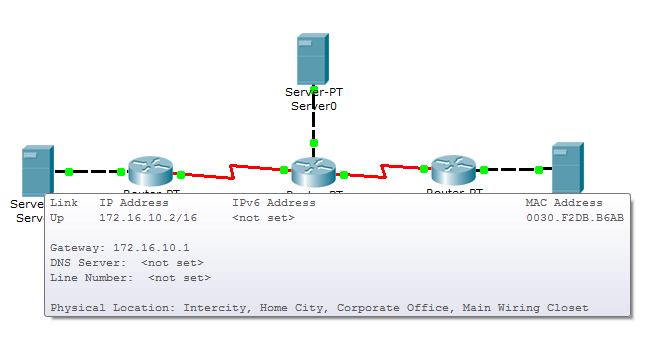 Server-PT
Server0
Router-PT
Router-PT
Link IP Address IPv6 Address MAC Address
Up 172.16.10.2/16 <not set> 0030.F2DB.B6AB
Gateway: 172.16.10.1
DNS Server: <not set>
Line Number: <not set>
Physical Location: Intercity, Home City, Corporate Office, Main Wiring Closet